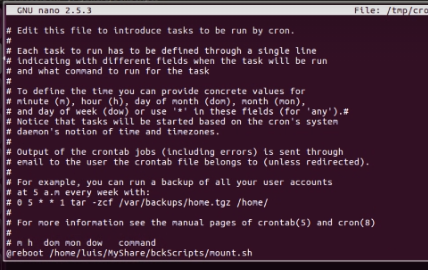 GNU nano 2.5.3 File: /tmp/cro
# Edit this file to introduce tasks to be run by cron.
#
# Each task to run has to be defined through a single line
# indicating with different fields when the task will be run
# and what command to run for the task
#
# To define the time you can provide concrete values for
# minute (m), hour (h), day of month (dom), month (mon),
# and day of week (dow) or use '*' in these fields (for 'any').#
# Notice that tasks will be started based on the cron's system
# daemon's notion of time and timezones.
#
# Output of the crontab jobs (including errors) is sent through
# email to the user the crontab file belongs to (unless redirected).
#
# For example, you can run a backup of all your user accounts
# at 5 a.m every week with:
# 0 5 * * 1 tar -zcf /var/backups/home.tgz /home/
#
# For more information see the manual pages of crontab(5) and cron(8)
#
# m h  dom mon dow   command
@reboot /home/luis/MyShare/bckScripts/mount.sh